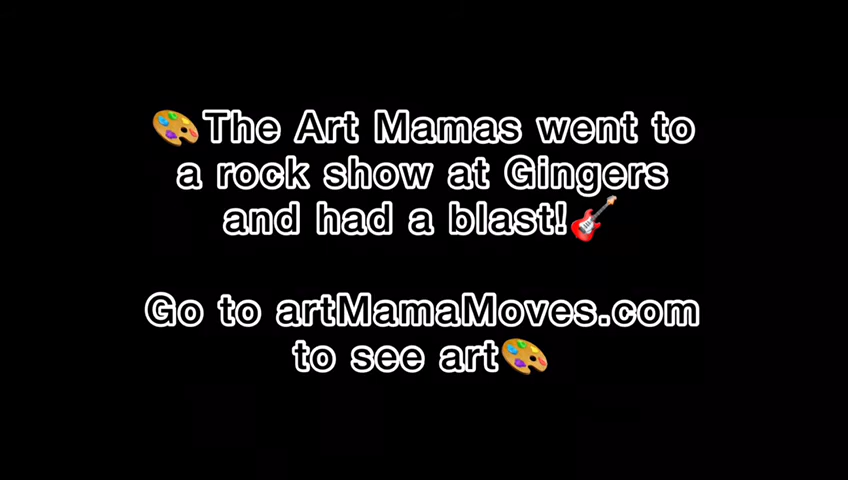 🎨The Art Mamas went to
a rock show at Gingers
and had a blast!🎸
Go to artMamaMoves.com
to see art🎨